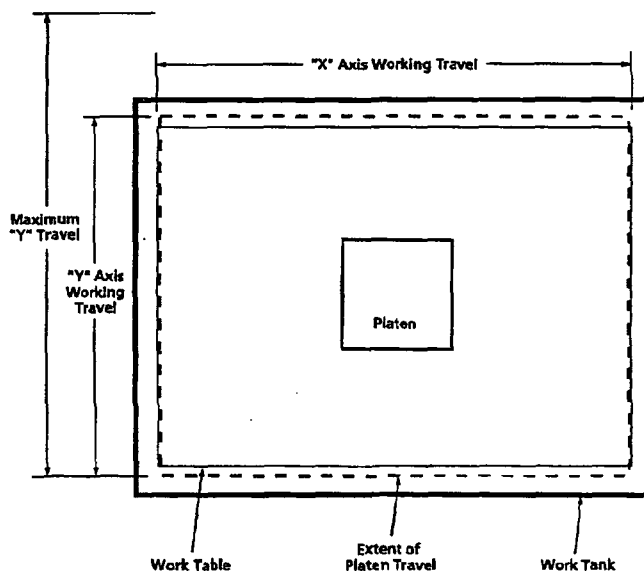 "X" Axis Working Travel
Maximum
"Y" Travel
"Y" Axis
Working
Travel
Platen
Work Table
Extent of
Platen Travel
Work Tank